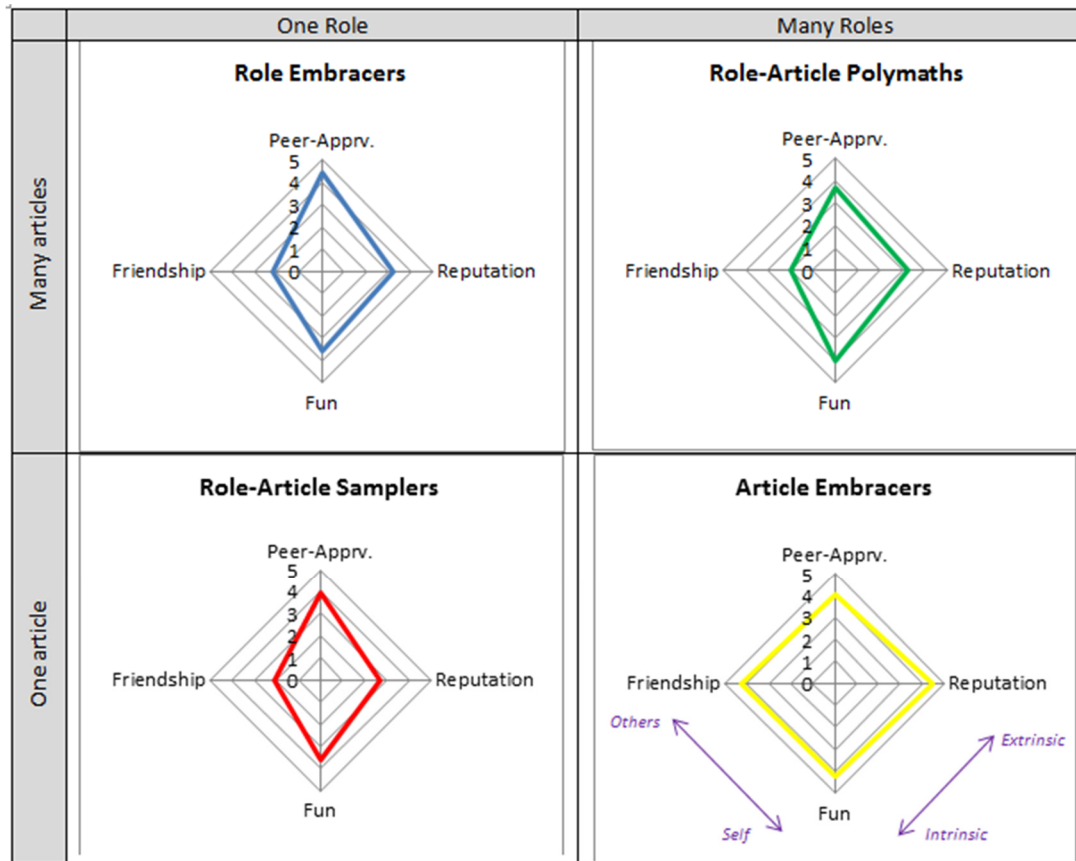 One Role
Many Roles
Many articles
Role Embracers
Peer-Apprv.
5
4
3
2
1
0
Friendship
Reputation
Fun
Role-Article Polymaths
Peer-Apprv.
5
4
3
2
1
0
Friendship
Reputation
Fun
One article
Role-Article Samplers
Peer-Apprv.
5
4
3
2
1
0
Friendship
Reputation
Fun
Article Embracers
Peer-Apprv.
5
4
3
2
1
0
Friendship
Reputation
Others
Extrinsic
Fun
Self
Intrinsic